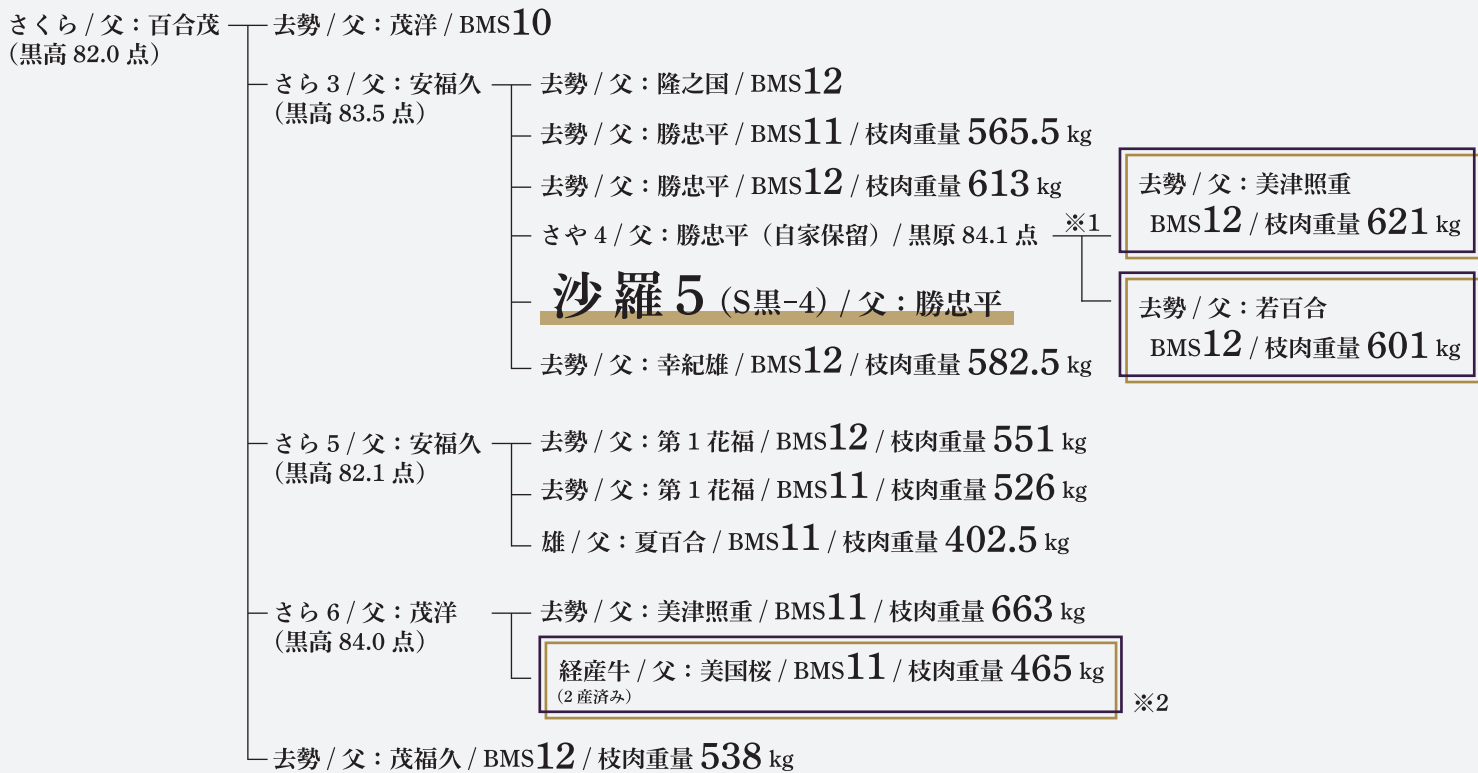 さくら / 父：百合茂
（黒高 82.0 点）
去勢 / 父：茂洋 / BMS10
さら 3 / 父：安福久
（黒高 83.5 点）
去勢 / 父：隆之国 / BMS12
去勢 / 父：勝忠平 / BMS11 / 枝肉重量 565.5 kg
去勢 / 父：勝忠平 / BMS12 / 枝肉重量 613 kg
さや 4 / 父：勝忠平（自家保留）/ 黒原 84.1 点
※1
去勢 / 父：美津照重
BMS12 / 枝肉重量 621 kg
去勢 / 父：若百合
BMS12 / 枝肉重量 601 kg
沙羅5（S黒−4）/ 父：勝忠平
去勢 / 父：幸紀雄 / BMS12 / 枝肉重量 582.5 kg
さら 5 / 父：安福久
（黒高 82.1 点）
去勢 / 父：第 1 花福 / BMS12 / 枝肉重量 551 kg
去勢 / 父：第 1 花福 / BMS11 / 枝肉重量 526 kg
雄 / 父：夏百合 / BMS11 / 枝肉重量 402.5 kg
さら 6 / 父：茂洋
（黒高 84.0 点）
去勢 / 父：美津照重 / BMS11 / 枝肉重量 663 kg
経産牛 / 父：美国桜 / BMS11 / 枝肉重量 465 kg
（2 産済み）
※2
去勢 / 父：茂福久 / BMS12 / 枝肉重量 538 kg